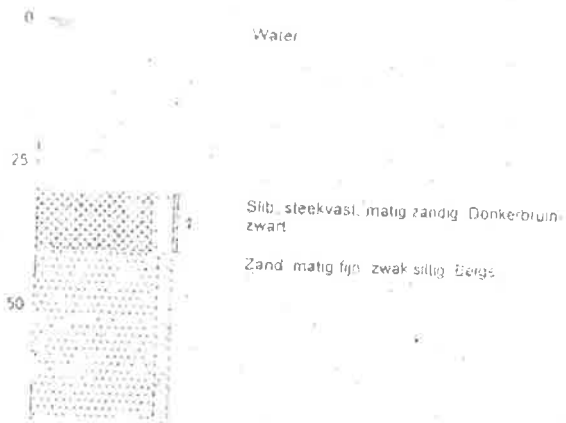 0
Water
25
Slib, steekvast, matig zandig. Donkerbruin-
zwart
Zand, matig fijn, zwak siltig. Beige
50